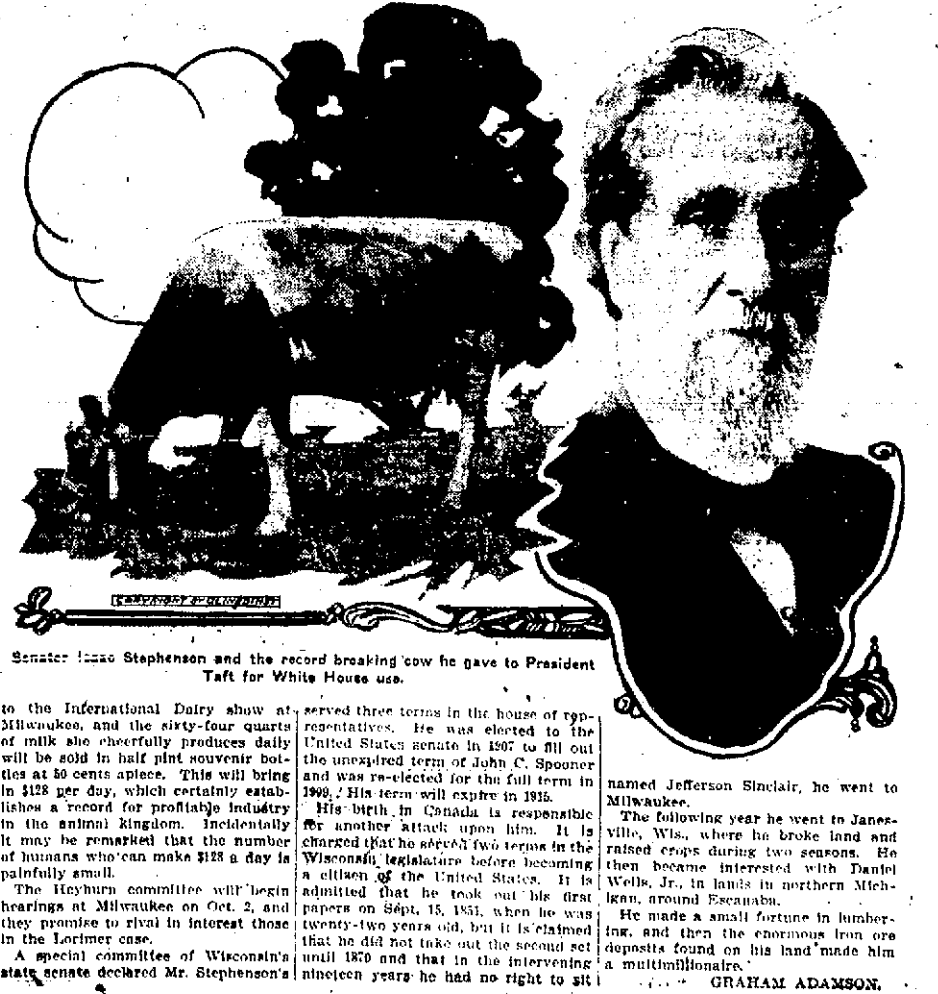 COPYRIGHT BY CLINEDINST
Senator Isaac Stephenson and the record breaking cow he gave to President
Taft for White House use.
to the International Dairy show at
Milwaukee, and the sixty-four quarts
of milk she cheerfully produces daily
will be sold in half pint souvenir bot-
tles at 50 cents apiece. This will bring
in $128 per day, which certainly estab-
lishes a record for profitable industry
in the animal kingdom. Incidentally
it may be remarked that the number
of humans who can make $128 a day is
painfully small.
The Heyburn committee will begin
hearings at Milwaukee on Oct. 2, and
they promise to rival in interest those
in the Lorimer case.
A special committee of Wisconsin's
state senate declared Mr. Stephenson's
served three terms in the house of rep-
resentatives. He was elected to the
United States senate in 1907 to fill out
the unexpired term of John C. Spooner
and was re-elected for the full term in
1909. His term will expire in 1915.
His birth in Canada is responsible
for another attack upon him. It is
charged that he served two terms in the
Wisconsin legislature before becoming
a citizen of the United States. It is
admitted that he took out his first
papers on Sept. 15, 1851, when he was
twenty-two years old, but it is claimed
that he did not take out the second set
until 1870 and that in the intervening
nineteen years he had no right to sit
named Jefferson Sinclair, he went to
Milwaukee.
The following year he went to Janes-
ville, Wis., where he broke land and
raised crops during two seasons. He
then became interested with Daniel
Wells, Jr., in lands in northern Mich-
igan, around Escanaba.
He made a small fortune in lumber-
ing, and then the enormous iron ore
deposits found on his land made him
a multimillionaire.
GRAHAM ADAMSON.